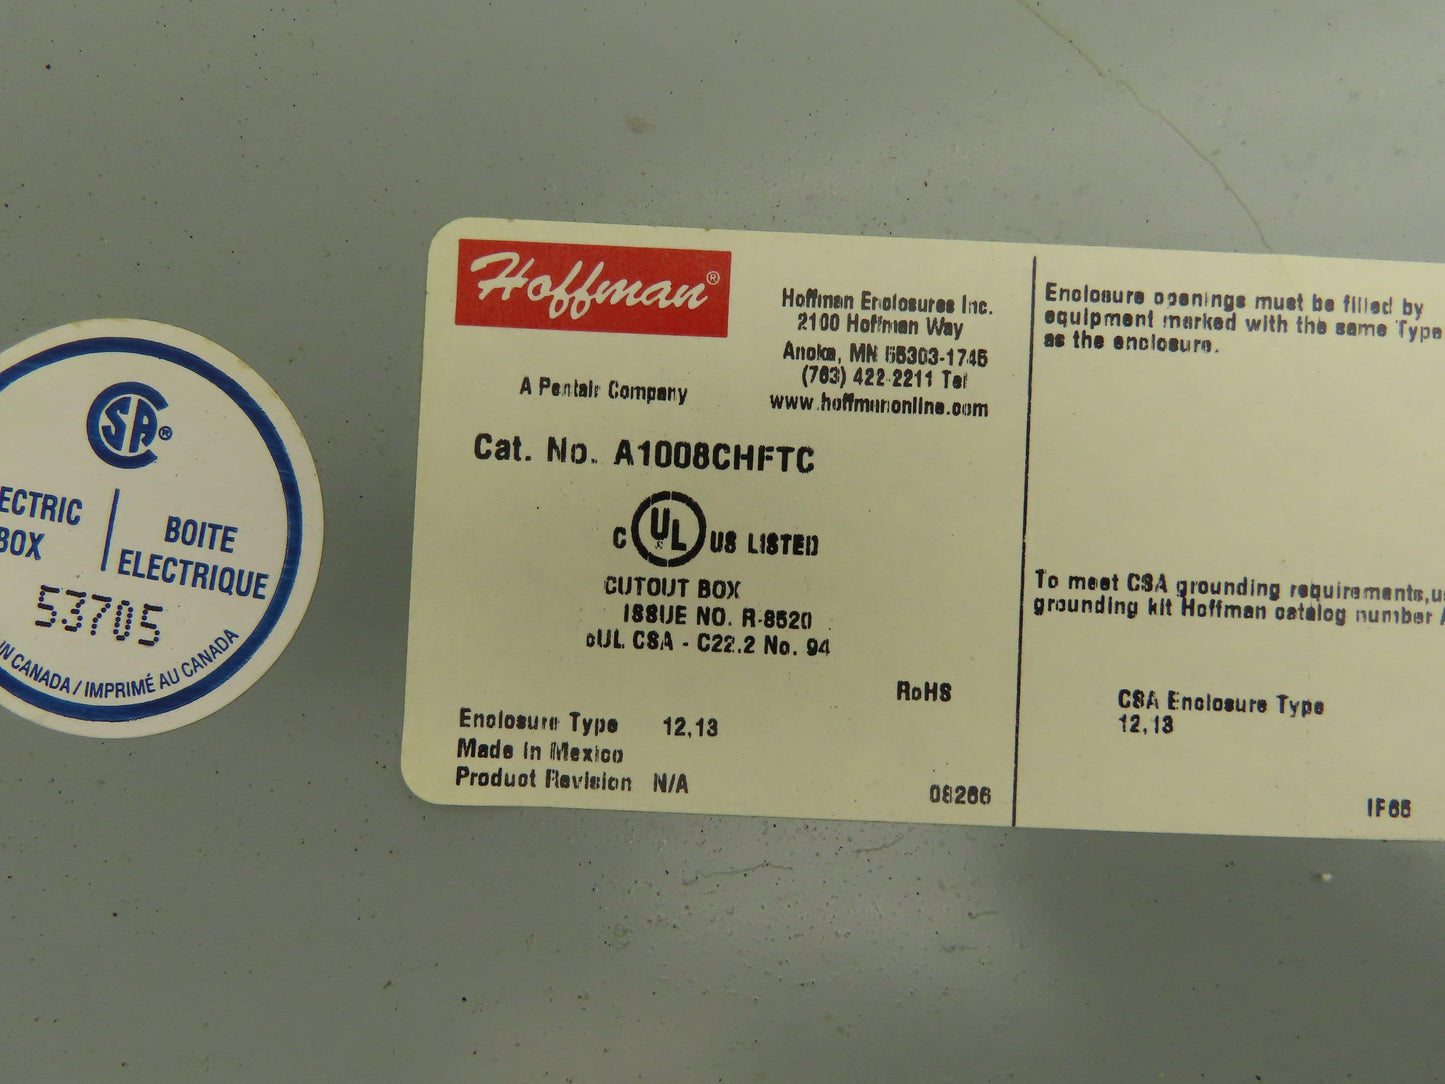 CSA®
ECTRIC
BOX
BOITE
ELECTRIQUE
53705
IN CANADA / IMPRIMÉ AU CANADA
Hoffman®
A Pentair Company
Hoffman Enclosures Inc.
2100 Hoffman Way
Anoka, MN 55303-1745
(763) 422-2211 Tel
www.hoffmanonline.com
Cat. No. A1008CHFTC
C UL US LISTED
CUTOUT BOX
ISSUE NO. R-8520
cUL CSA - C22.2 No. 94
RoHS
Enclosure Type 12,13
Made in Mexico
Product Revision N/A
08266
Enclosure openings must be filled by
equipment marked with the same Type
as the enclosure.
To meet CSA grounding requirements,
grounding kit Hoffman catalog number
CSA Enclosure Type
12,13